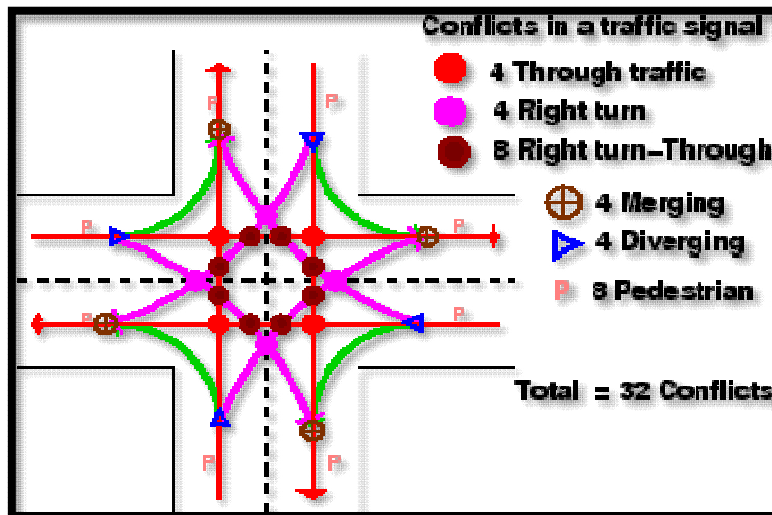 Conflicts in a traffic signal
4 Through traffic
4 Right turn
8 Right turn-Through
4 Merging
4 Diverging
P 8 Pedestrian
Total = 32 Conflicts
P P
P P
P P
P P